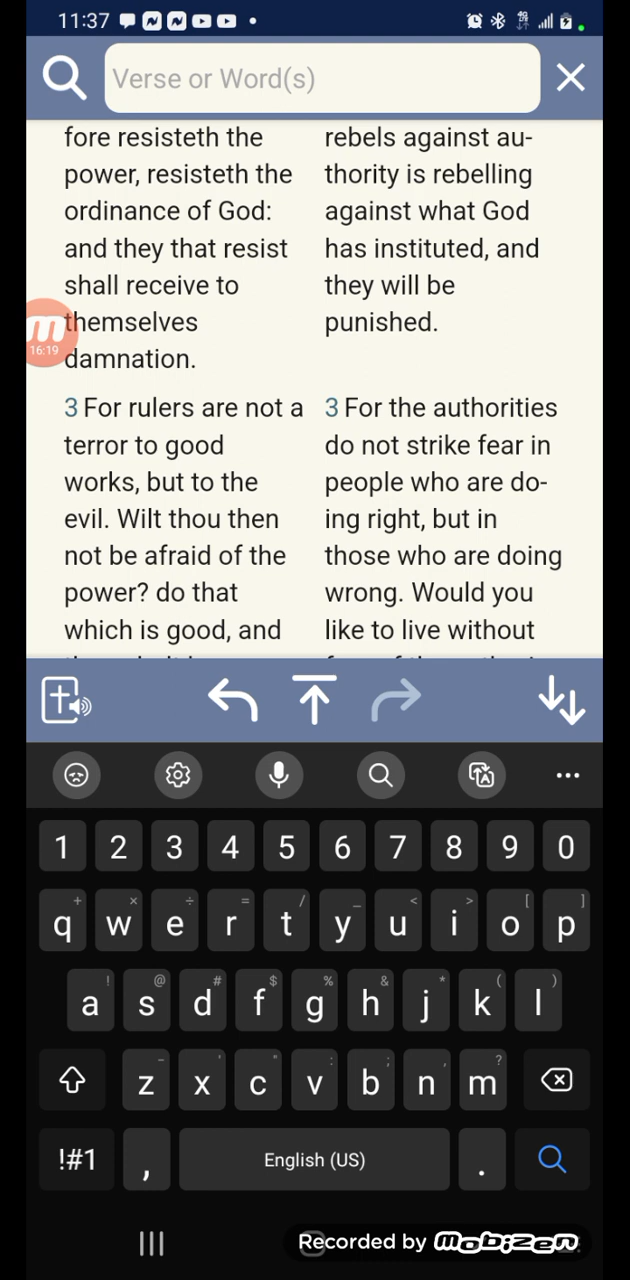 11:37
Verse or Word(s)
fore resisteth the
power, resisteth the
ordinance of God:
and they that resist
shall receive to
themselves
damnation.
3 For rulers are not a
terror to good
works, but to the
evil. Wilt thou then
not be afraid of the
power? do that
which is good, and
rebels against au-
thority is rebelling
against what God
has instituted, and
they will be
punished.
3 For the authorities
do not strike fear in
people who are do-
ing right, but in
those who are doing
wrong. Would you
like to live without
m
16:19
1 2 3 4 5 6 7 8 9 0
q w e r t y u i o p
a s d f g h j k l
z x c v b n m
!#1 , English (US) .
Recorded by mobizen